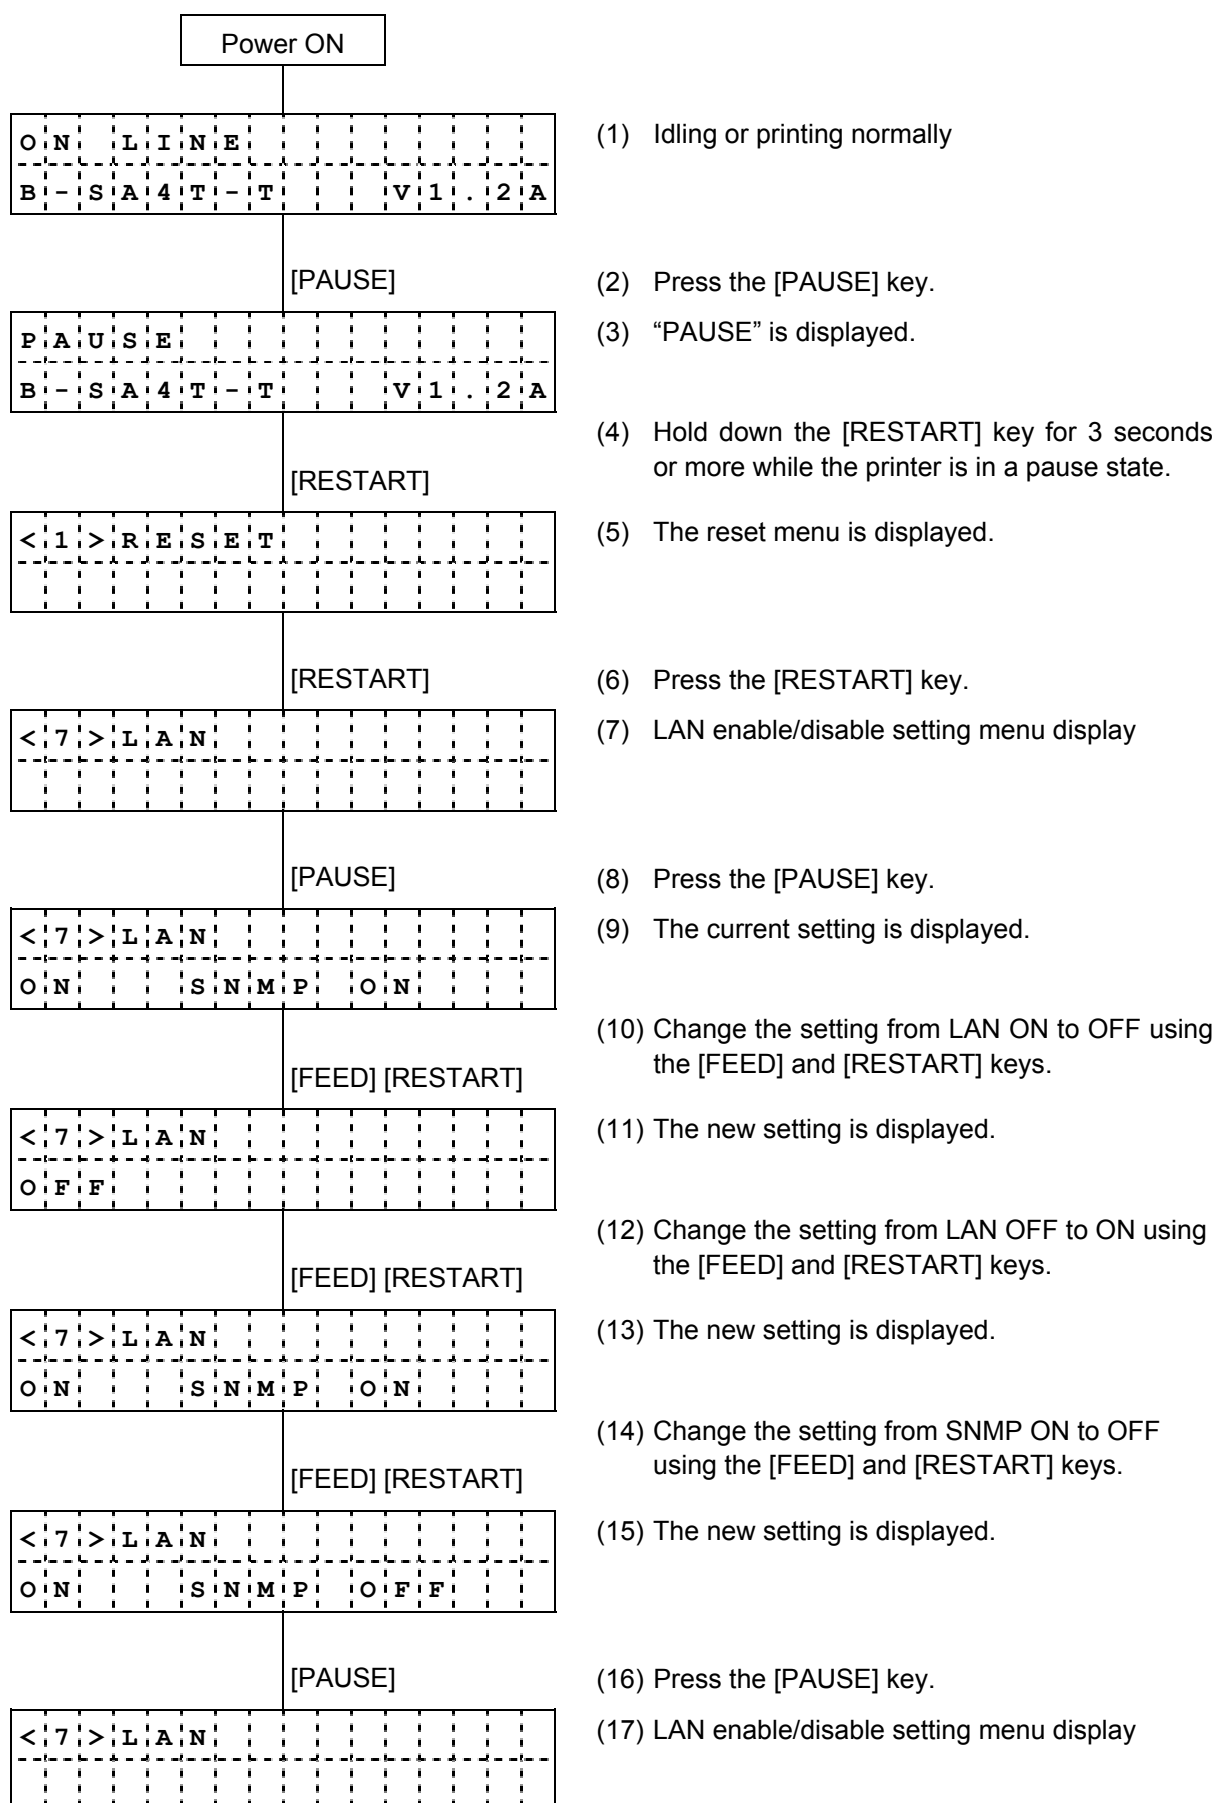 Power ON
ON LINE
B-SA4T-T   V1.2A
(1) Idling or printing normally
[PAUSE]
(2) Press the [PAUSE] key.
PAUSE
B-SA4T-T   V1.2A
(3) “PAUSE” is displayed.
[RESTART]
(4) Hold down the [RESTART] key for 3 seconds
or more while the printer is in a pause state.
<1>RESET
(5) The reset menu is displayed.
[RESTART]
(6) Press the [RESTART] key.
<7>LAN
(7) LAN enable/disable setting menu display
[PAUSE]
(8) Press the [PAUSE] key.
<7>LAN
ON   SNMP ON
(9) The current setting is displayed.
[FEED] [RESTART]
(10) Change the setting from LAN ON to OFF using
the [FEED] and [RESTART] keys.
<7>LAN
OFF
(11) The new setting is displayed.
[FEED] [RESTART]
(12) Change the setting from LAN OFF to ON using
the [FEED] and [RESTART] keys.
<7>LAN
ON   SNMP ON
(13) The new setting is displayed.
[FEED] [RESTART]
(14) Change the setting from SNMP ON to OFF
using the [FEED] and [RESTART] keys.
<7>LAN
ON   SNMP OFF
(15) The new setting is displayed.
[PAUSE]
(16) Press the [PAUSE] key.
<7>LAN
(17) LAN enable/disable setting menu display